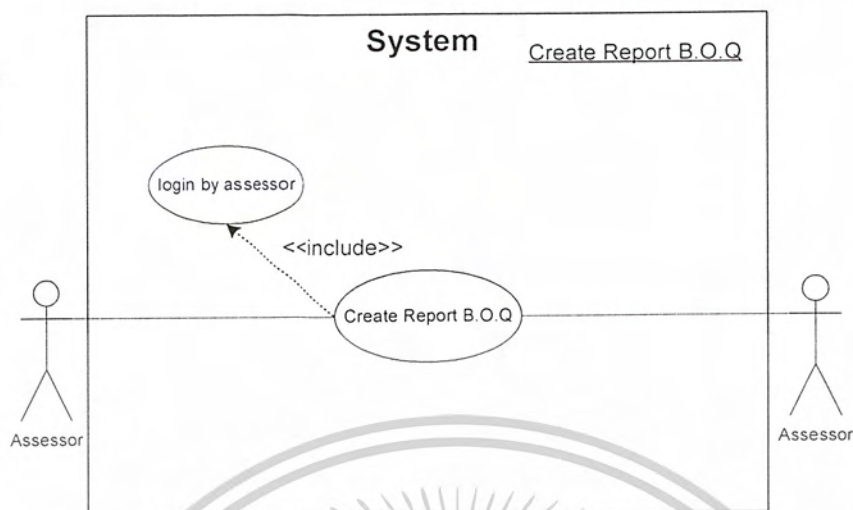 System
Create Report B.O.Q
login by assessor
<<include>>
Create Report B.O.Q
Assessor
Assessor